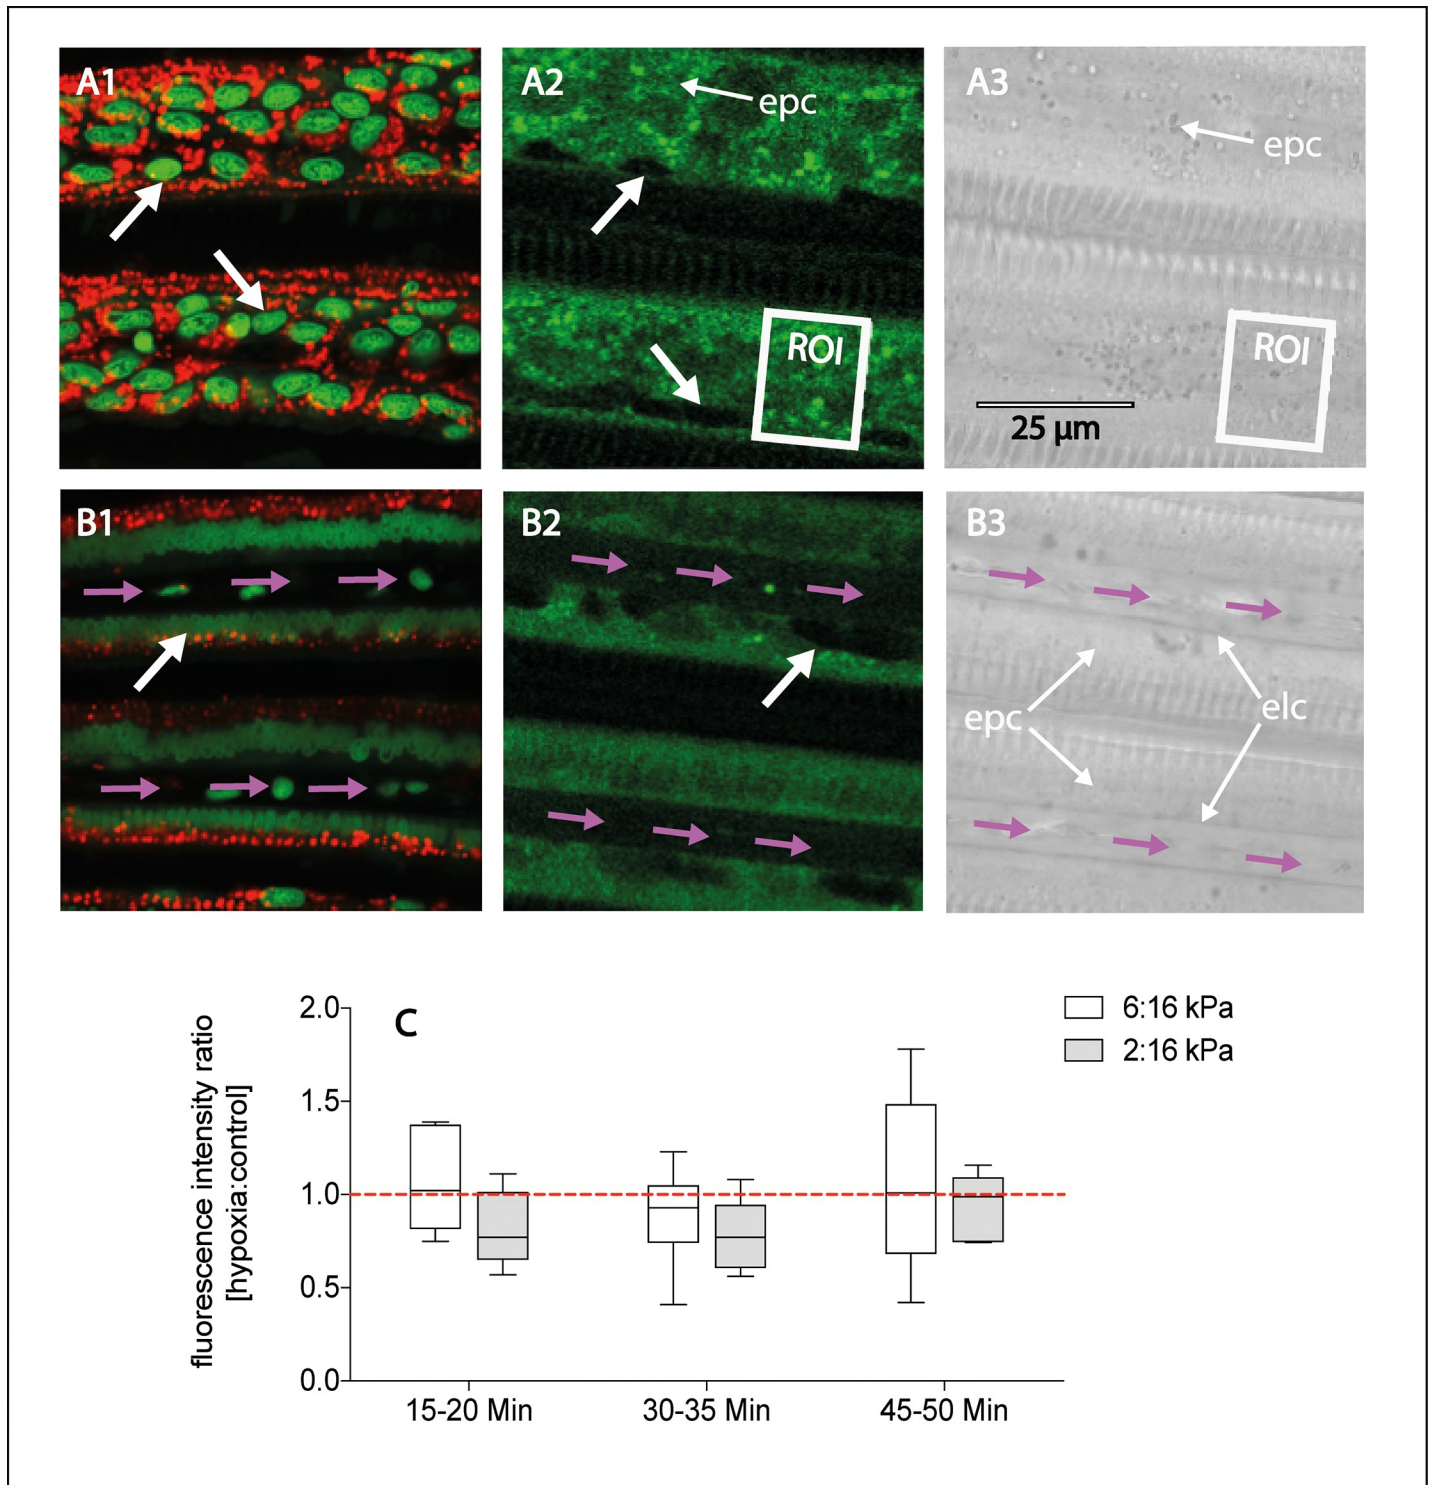 A1
A2
epc
A3
epc
ROI
ROI
25 µm
B1
B2
B3
epc
elc
C
fluorescence intensity ratio
[hypoxia:control]
2.0
1.5
1.0
0.5
0.0
15-20 Min
30-35 Min
45-50 Min
6:16 kPa
2:16 kPa